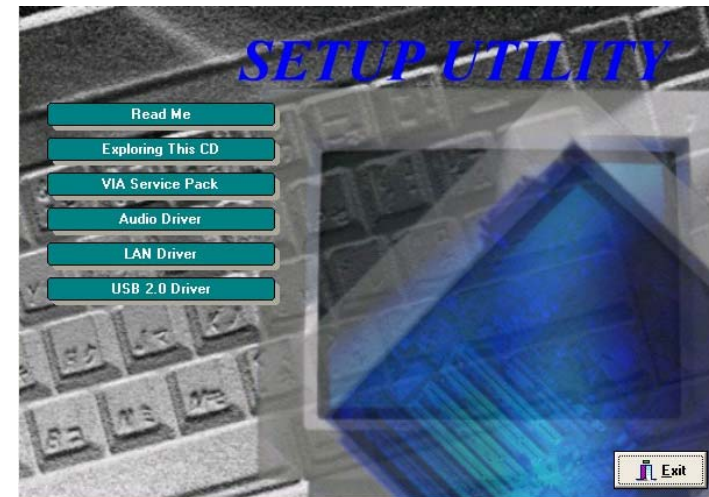 SETUP UTILITY
Read Me
Exploring This CD
VIA Service Pack
Audio Driver
LAN Driver
USB 2.0 Driver
Exit